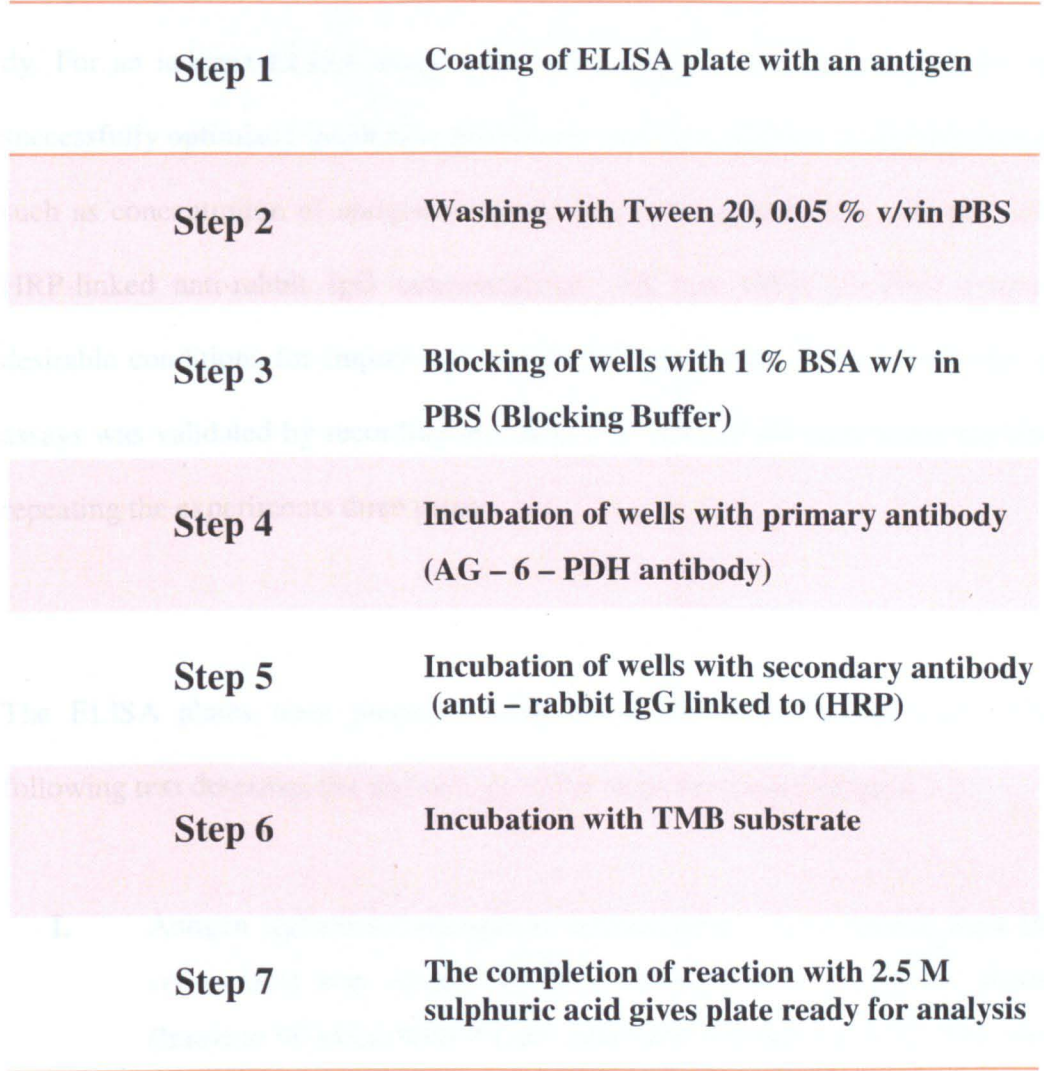 Step 1 Coating of ELISA plate with an antigen
Step 2 Washing with Tween 20, 0.05 % v/vin PBS
Step 3 Blocking of wells with 1 % BSA w/v in
PBS (Blocking Buffer)
Step 4 Incubation of wells with primary antibody
(AG – 6 – PDH antibody)
Step 5 Incubation of wells with secondary antibody
(anti – rabbit IgG linked to (HRP)
Step 6 Incubation with TMB substrate
Step 7 The completion of reaction with 2.5 M
sulphuric acid gives plate ready for analysis